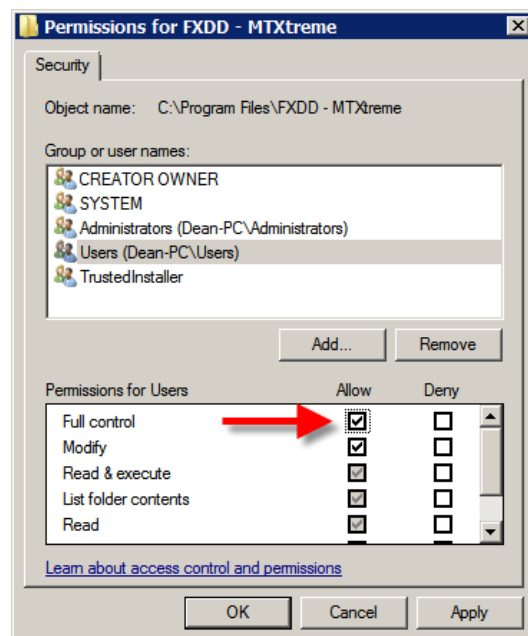 Permissions for FXDD - MTXtreme
Security
Object name: C:\Program Files\FXDD - MTXtreme
Group or user names:
CREATOR OWNER
SYSTEM
Administrators (Dean-PC\Administrators)
Users (Dean-PC\Users)
TrustedInstaller
Add... Remove
Permissions for Users Allow Deny
Full control
Modify
Read & execute
List folder contents
Read
Learn about access control and permissions
OK Cancel Apply